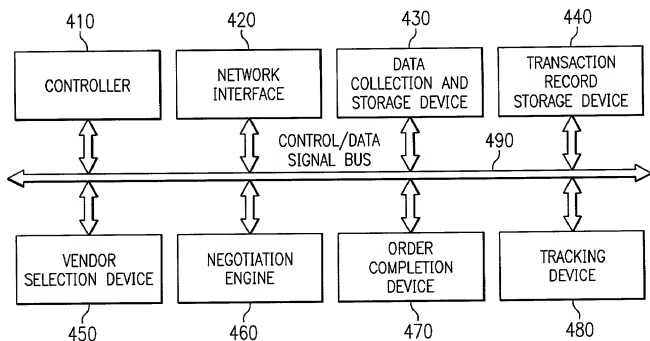 410
420
430
440
CONTROLLER
NETWORK
INTERFACE
DATA
COLLECTION AND
STORAGE DEVICE
TRANSACTION
RECORD
STORAGE DEVICE
CONTROL/DATA
SIGNAL BUS
490
VENDOR
SELECTION DEVICE
NEGOTIATION
ENGINE
ORDER
COMPLETION
DEVICE
TRACKING
DEVICE
450
460
470
480